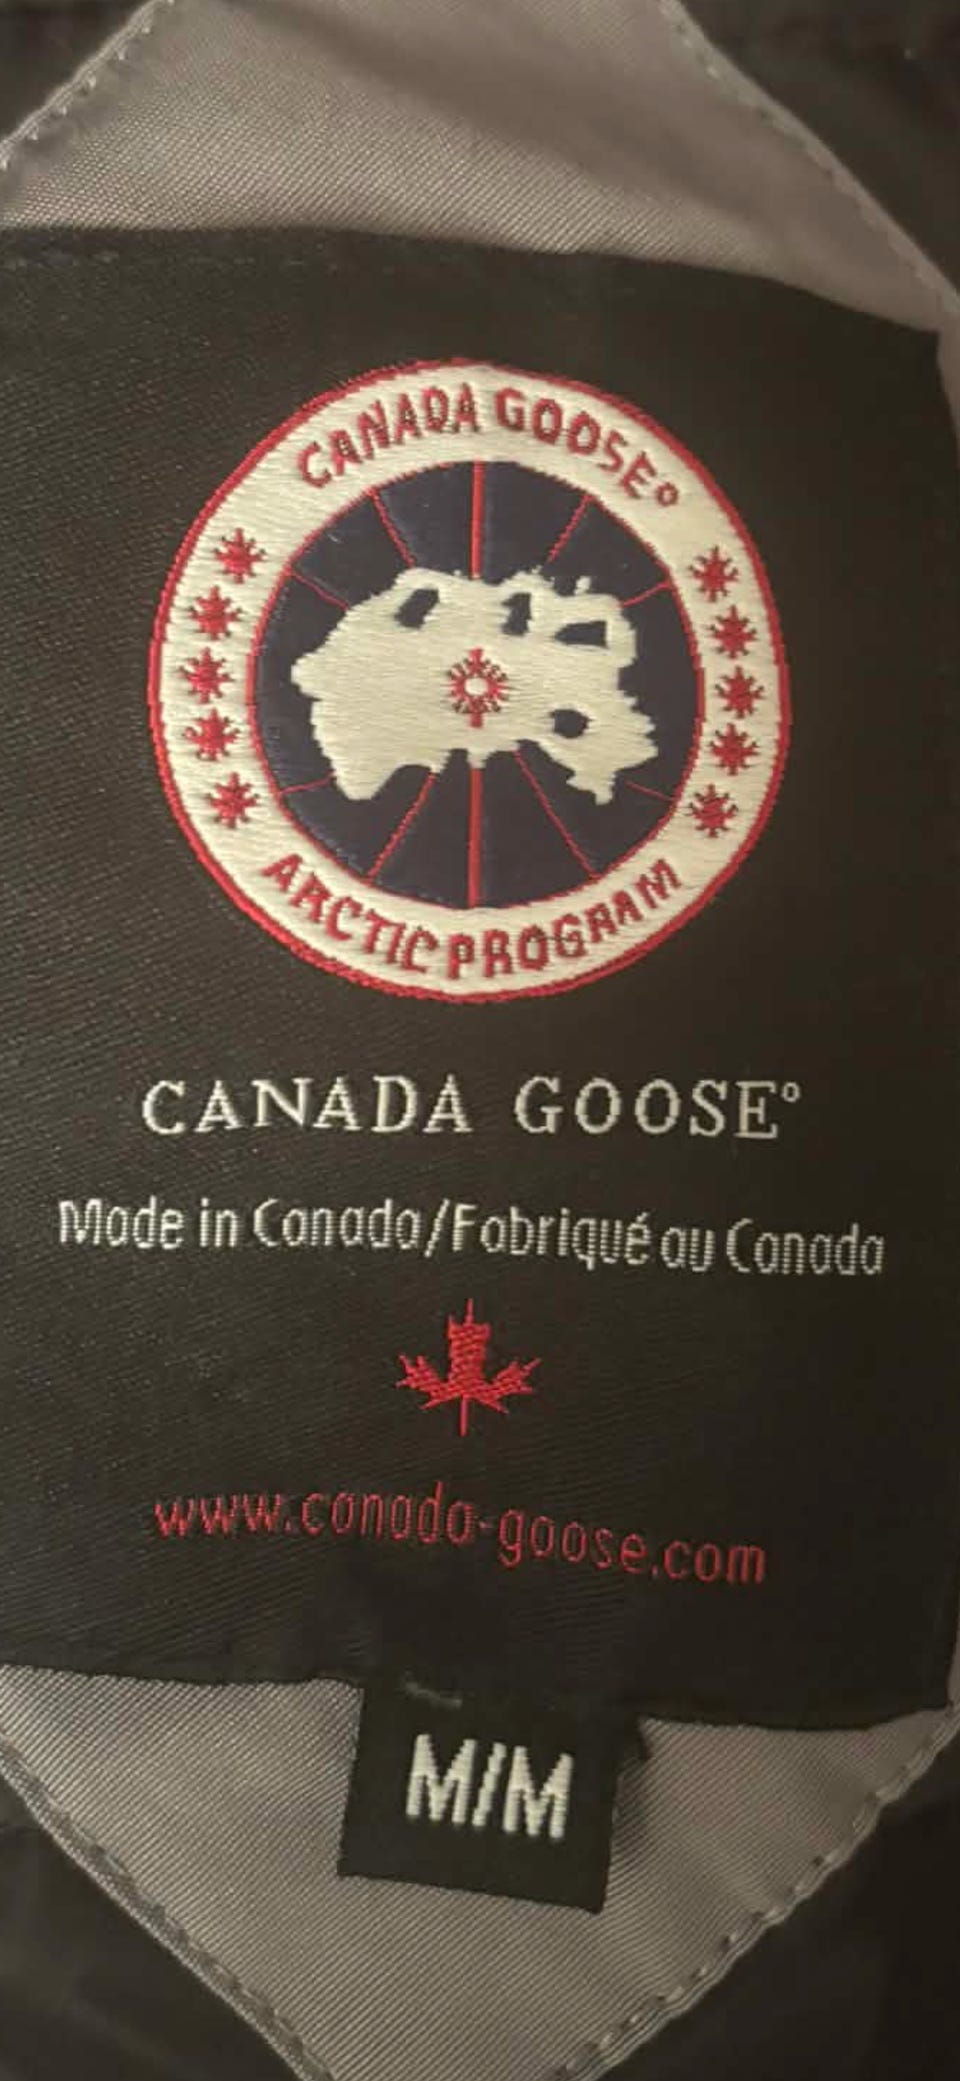 CANADA GOOSE°
ARCTIC PROGRAM
CANADA GOOSE°
Made in Canada/Fabriqué au Canada
www.canada-goose.com
M/M